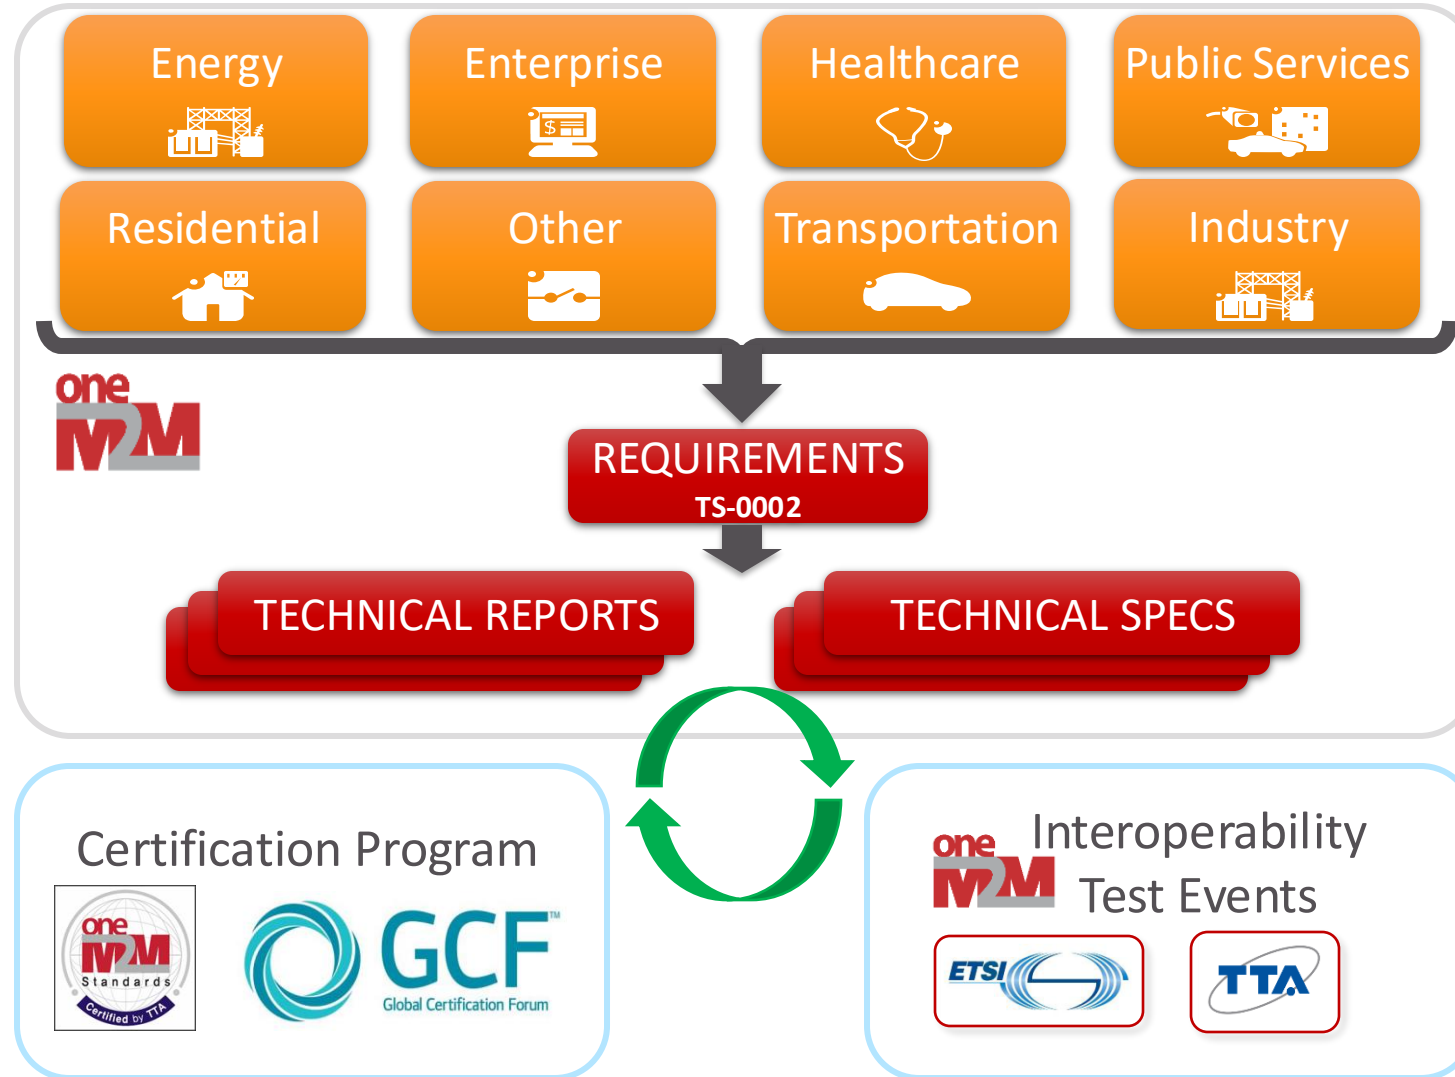 Energy
Enterprise
Healthcare
Public Services
$
Residential
Other
Transportation
Industry
one
M2M
REQUIREMENTS
TS-0002
TECHNICAL REPORTS
TECHNICAL SPECS
Certification Program
one
M2M
Standards
Certified by TTA
GCF™
Global Certification Forum
one
M2M
Interoperability
Test Events
ETSI
TTA